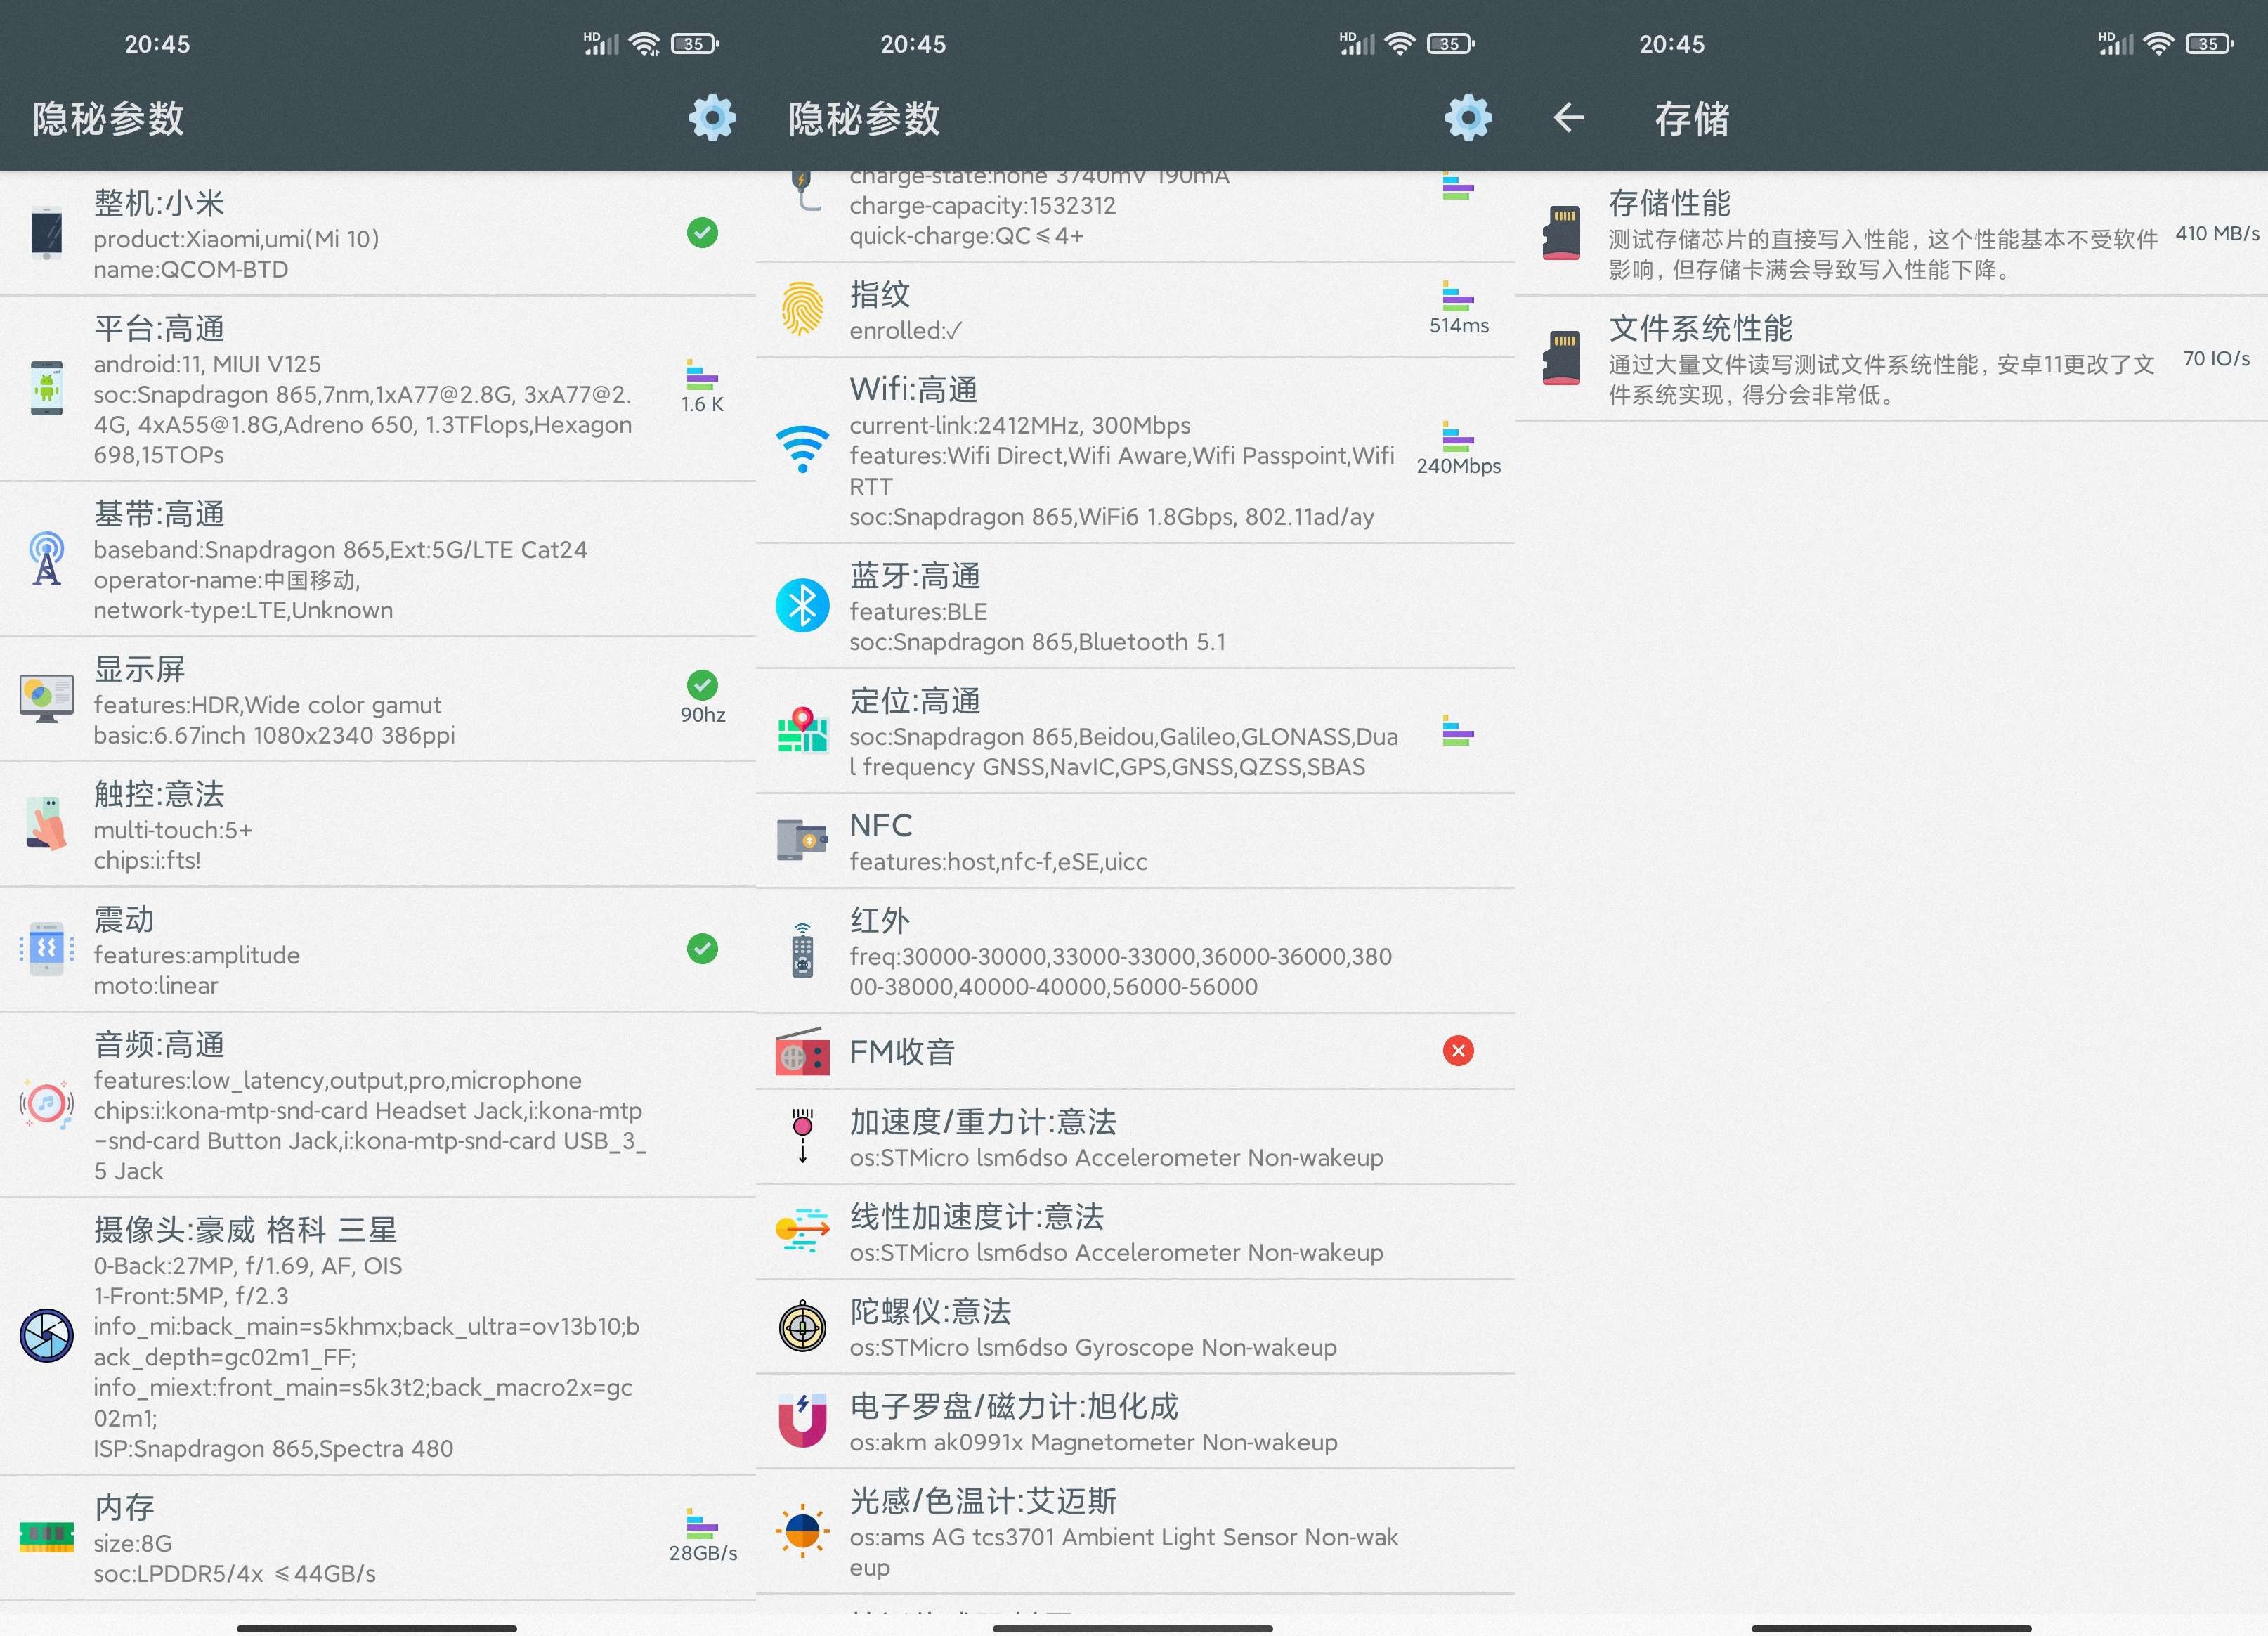 20:45
HD
35
隐秘参数
整机:小米
product:Xiaomi,umi(Mi 10)
name:QCOM-BTD
平台:高通
android:11, MIUI V125
soc:Snapdragon 865,7nm,1xA77@2.8G, 3xA77@2.
4G, 4xA55@1.8G,Adreno 650, 1.3TFlops,Hexagon
698,15TOPs
1.6 K
基带:高通
baseband:Snapdragon 865,Ext:5G/LTE Cat24
operator-name:中国移动,
network-type:LTE,Unknown
显示屏
features:HDR,Wide color gamut
basic:6.67inch 1080x2340 386ppi
90hz
触控:意法
multi-touch:5+
chips:i:fts!
震动
features:amplitude
moto:linear
音频:高通
features:low_latency,output,pro,microphone
chips:i:kona-mtp-snd-card Headset Jack,i:kona-mtp
-snd-card Button Jack,i:kona-mtp-snd-card USB_3_
5 Jack
摄像头:豪威 格科 三星
0-Back:27MP, f/1.69, AF, OIS
1-Front:5MP, f/2.3
info_mi:back_main=s5khmx;back_ultra=ov13b10;b
ack_depth=gc02m1_FF;
info_miext:front_main=s5k3t2;back_macro2x=gc
02m1;
ISP:Snapdragon 865,Spectra 480
内存
size:8G
soc:LPDDR5/4x ≤44GB/s
28GB/s
20:45
HD
35
隐秘参数
charge-state:none 3740mV 190mA
charge-capacity:1532312
quick-charge:QC≤4+
指纹
enrolled:✓
514ms
Wifi:高通
current-link:2412MHz, 300Mbps
features:Wifi Direct,Wifi Aware,Wifi Passpoint,Wifi
RTT
soc:Snapdragon 865,WiFi6 1.8Gbps, 802.11ad/ay
240Mbps
蓝牙:高通
features:BLE
soc:Snapdragon 865,Bluetooth 5.1
定位:高通
soc:Snapdragon 865,Beidou,Galileo,GLONASS,Dua
l frequency GNSS,NavIC,GPS,GNSS,QZSS,SBAS
NFC
features:host,nfc-f,eSE,uicc
红外
freq:30000-30000,33000-33000,36000-36000,380
00-38000,40000-40000,56000-56000
FM收音
加速度/重力计:意法
os:STMicro lsm6dso Accelerometer Non-wakeup
线性加速度计:意法
os:STMicro lsm6dso Accelerometer Non-wakeup
陀螺仪:意法
os:STMicro lsm6dso Gyroscope Non-wakeup
电子罗盘/磁力计:旭化成
os:akm ak0991x Magnetometer Non-wakeup
光感/色温计:艾迈斯
os:ams AG tcs3701 Ambient Light Sensor Non-wak
eup
20:45
HD
35
存储
存储性能
测试存储芯片的直接写入性能, 这个性能基本不受软件
影响, 但存储卡满会导致写入性能下降。
410 MB/s
文件系统性能
通过大量文件读写测试文件系统性能, 安卓11更改了文
件系统实现, 得分会非常低。
70 IO/s